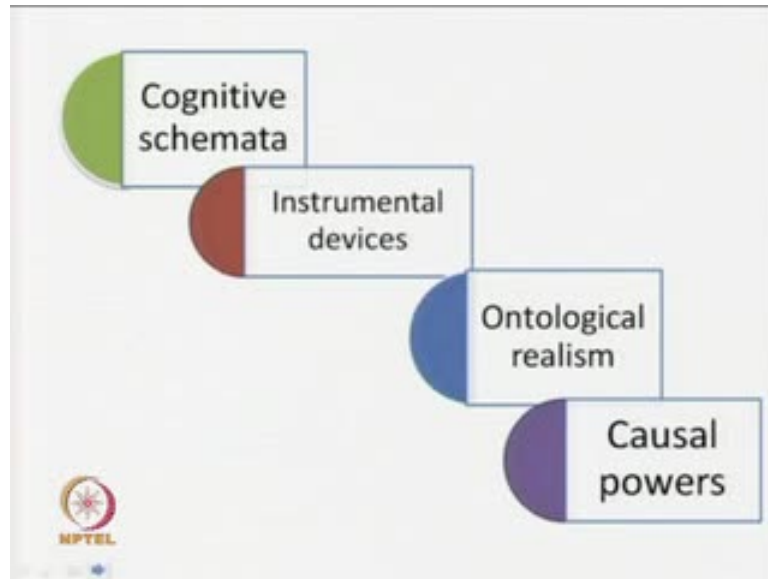 Cognitive
schemata
Instrumental
devices
Ontological
realism
Causal
powers
NPTEL